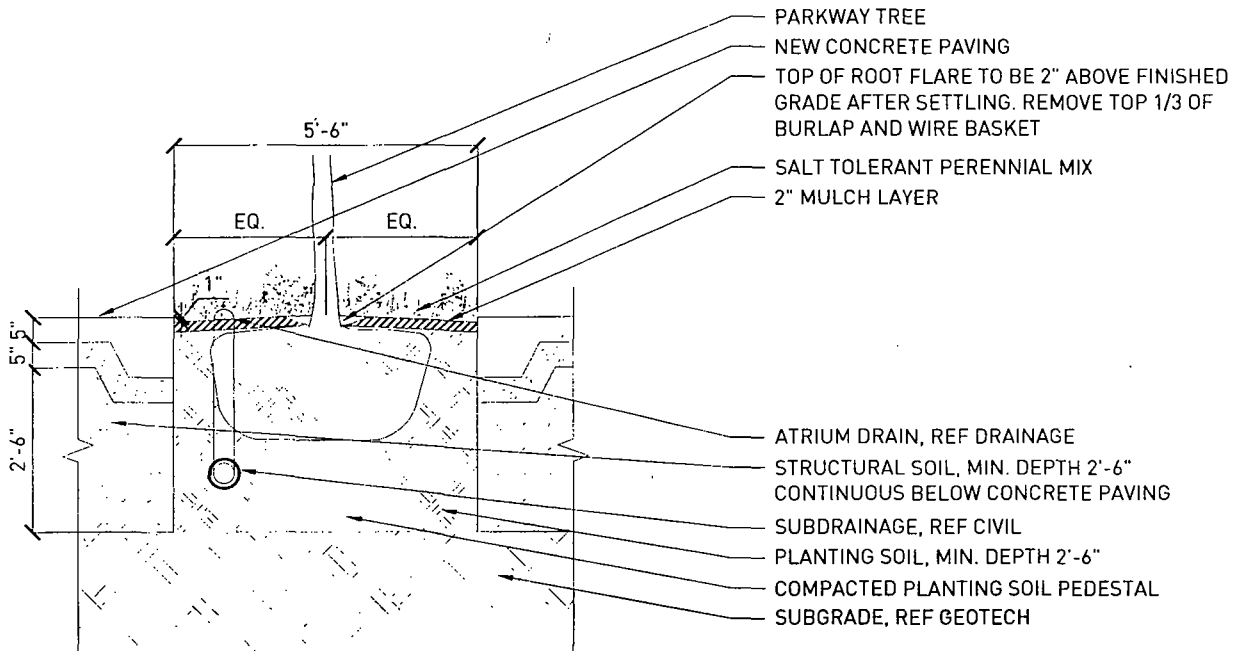 PARKWAY TREE
NEW CONCRETE PAVING
TOP OF ROOT FLARE TO BE 2" ABOVE FINISHED
GRADE AFTER SETTLING. REMOVE TOP 1/3 OF
BURLAP AND WIRE BASKET
5'-6"
SALT TOLERANT PERENNIAL MIX
2" MULCH LAYER
EQ. EQ.
1"
5"
5"
2'-6"
ATRIUM DRAIN, REF DRAINAGE
STRUCTURAL SOIL, MIN. DEPTH 2'-6"
CONTINUOUS BELOW CONCRETE PAVING
SUBDRAINAGE, REF CIVIL
PLANTING SOIL, MIN. DEPTH 2'-6"
COMPACTED PLANTING SOIL PEDESTAL
SUBGRADE, REF GEOTECH